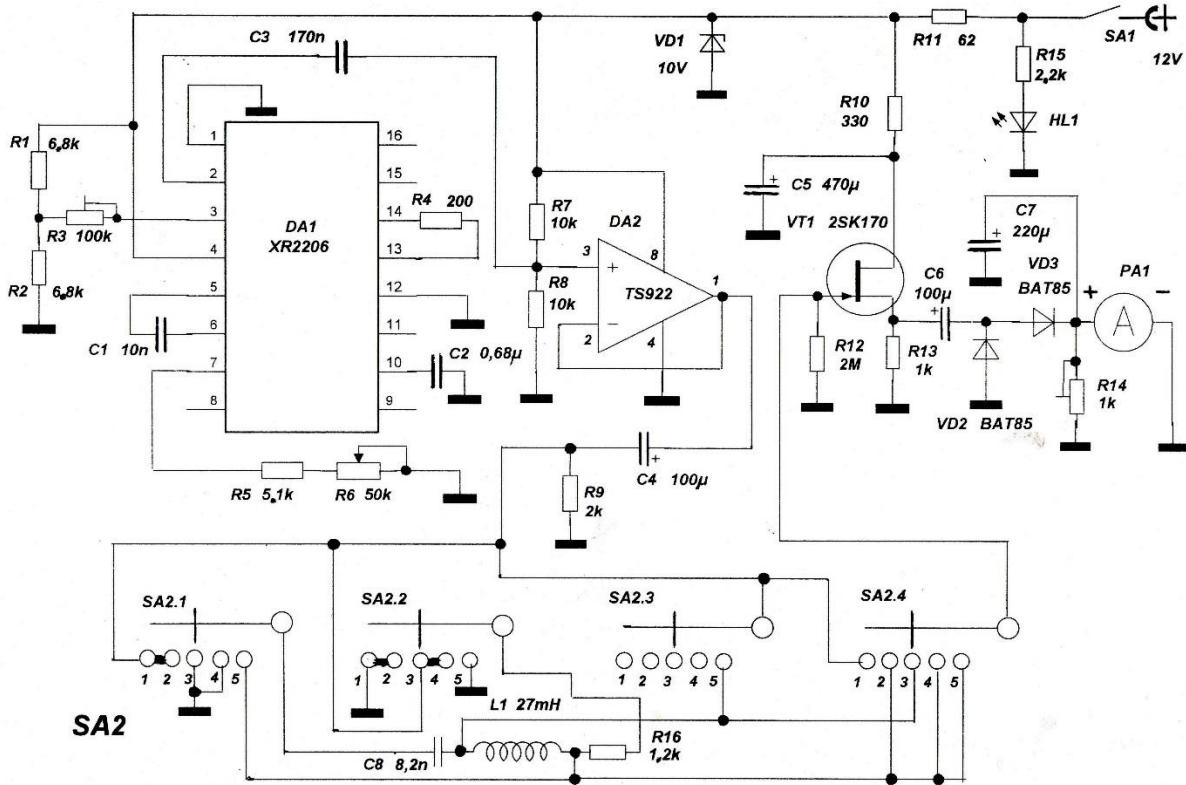 C3 170n
VD1
10V
R11 62
SA1
12V
R15
2,2k
HL1
R10
330
R1
6,8k
1
2
3
4
5
6
7
8
16
15
14
13
12
11
10
9
DA1
XR2206
R3 100k
R2
6,8k
C1 10n
R4 200
C2 0,68µ
R5 5,1k
R6 50k
R7
10k
R8
10k
DA2
TS922
3
+
2
−
8
4
1
C5 470µ
+
VT1 2SK170
C7
220µ
+
C6
100µ
+
VD3
BAT85
PA1
+
-
A
R12
2M
R13
1k
VD2 BAT85
R14
1k
R9
2k
C4 100µ
+
SA2.1
SA2.2
SA2.3
SA2.4
1 2 3 4 5
1 2 3 4 5
1 2 3 4 5
1 2 3 4 5
SA2
L1 27mH
C8 8,2n
R16
1,2k